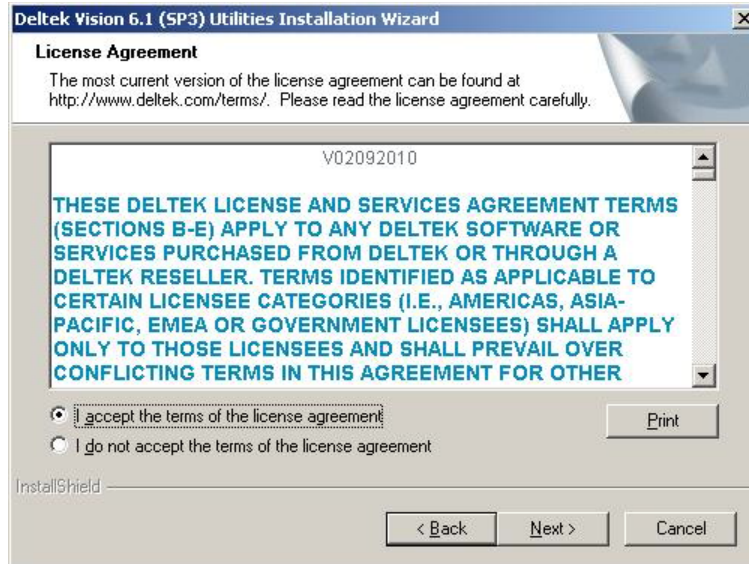 Deltek Vision 6.1 (SP3) Utilities Installation Wizard
License Agreement
The most current version of the license agreement can be found at
http://www.deltek.com/terms/. Please read the license agreement carefully.
V02092010
THESE DELTEK LICENSE AND SERVICES AGREEMENT TERMS
(SECTIONS B-E) APPLY TO ANY DELTEK SOFTWARE OR
SERVICES PURCHASED FROM DELTEK OR THROUGH A
DELTEK RESELLER. TERMS IDENTIFIED AS APPLICABLE TO
CERTAIN LICENSEE CATEGORIES (I.E., AMERICAS, ASIA-
PACIFIC, EMEA OR GOVERNMENT LICENSEES) SHALL APPLY
ONLY TO THOSE LICENSEES AND SHALL PREVAIL OVER
CONFLICTING TERMS IN THIS AGREEMENT FOR OTHER
I accept the terms of the license agreement
Print
I do not accept the terms of the license agreement
InstallShield
< Back
Next >
Cancel